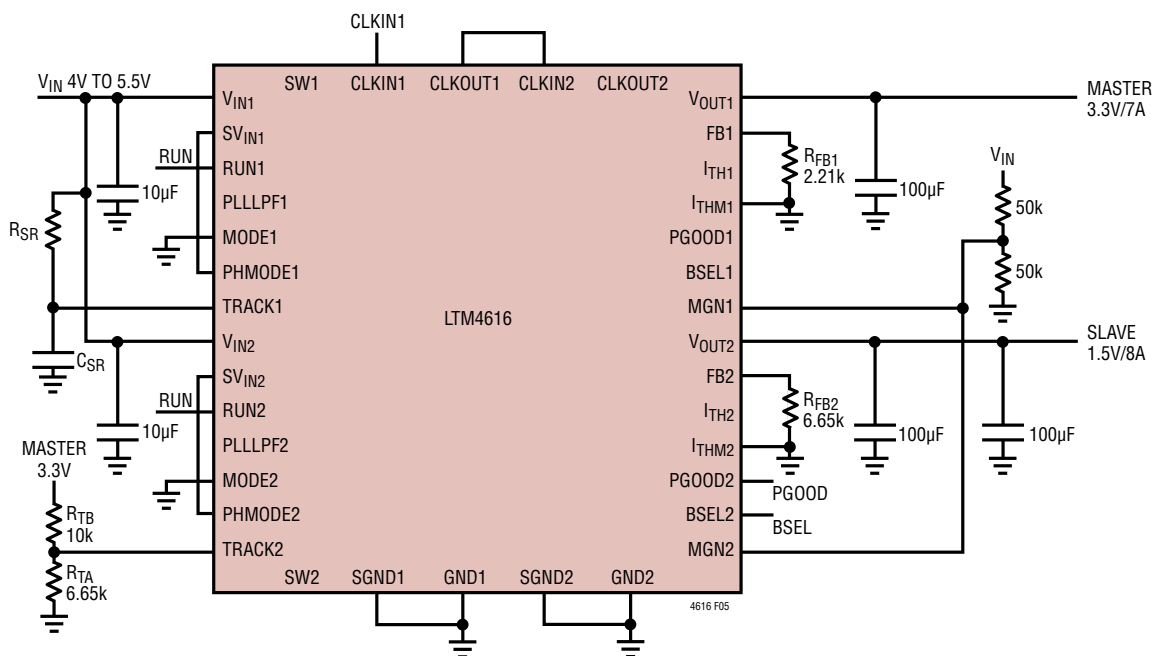 CLKIN1
SW1 CLKIN1 CLKOUT1 CLKIN2 CLKOUT2
VIN 4V TO 5.5V
VIN1
SVIN1
RUN
RUN1
10µF
PLLLPF1
RSR
MODE1
PHMODE1
TRACK1
VIN2
CSR
SVIN2
RUN
RUN2
10µF
MASTER
3.3V
PLLLPF2
MODE2
RTB
10k
PHMODE2
TRACK2
RTA
6.65k
LTM4616
SW2 SGND1 GND1 SGND2 GND2
VOUT1
MASTER
3.3V/7A
FB1
RFB1
2.21k
ITH1
100µF
VIN
50k
50k
ITHM1
PGOOD1
BSEL1
MGN1
VOUT2
SLAVE
1.5V/8A
FB2
RFB2
6.65k
ITH2
100µF
100µF
ITHM2
PGOOD2
PGOOD
BSEL2
BSEL
MGN2
4616 F05